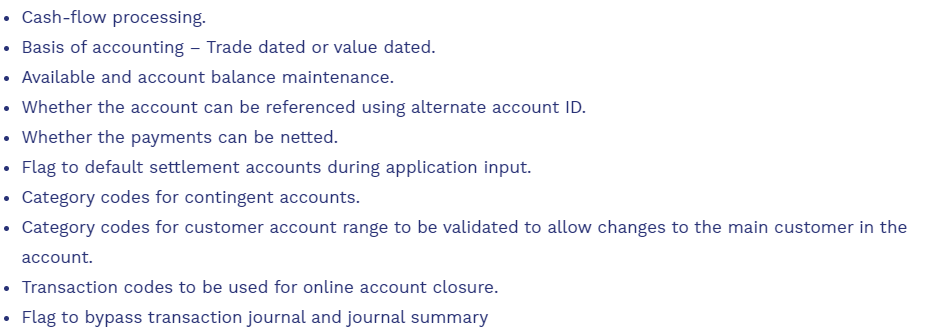 • Cash-flow processing.
• Basis of accounting – Trade dated or value dated.
• Available and account balance maintenance.
• Whether the account can be referenced using alternate account ID.
• Whether the payments can be netted.
• Flag to default settlement accounts during application input.
• Category codes for contingent accounts.
• Category codes for customer account range to be validated to allow changes to the main customer in the
account.
• Transaction codes to be used for online account closure.
• Flag to bypass transaction journal and journal summary